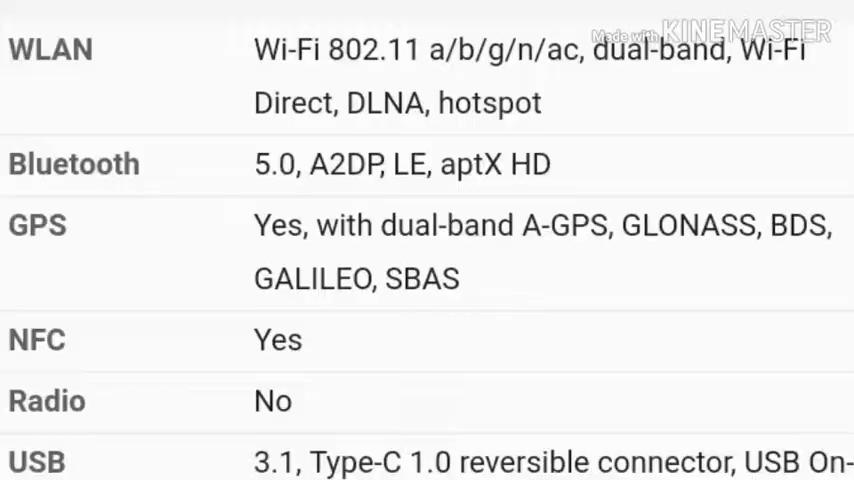 Made with KINEMASTER
WLAN Wi-Fi 802.11 a/b/g/n/ac, dual-band, Wi-Fi
Direct, DLNA, hotspot
Bluetooth 5.0, A2DP, LE, aptX HD
GPS Yes, with dual-band A-GPS, GLONASS, BDS,
GALILEO, SBAS
NFC Yes
Radio No
USB 3.1, Type-C 1.0 reversible connector, USB On-